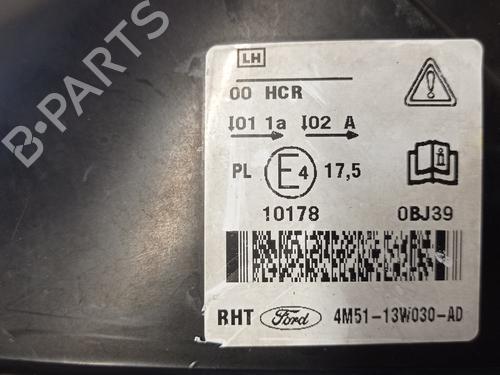 B-PARTS
LH
00 HCR
I01 1a I02 A
PL E4 17,5
10178 0BJ39
RHT Ford 4M51-13W030-AD